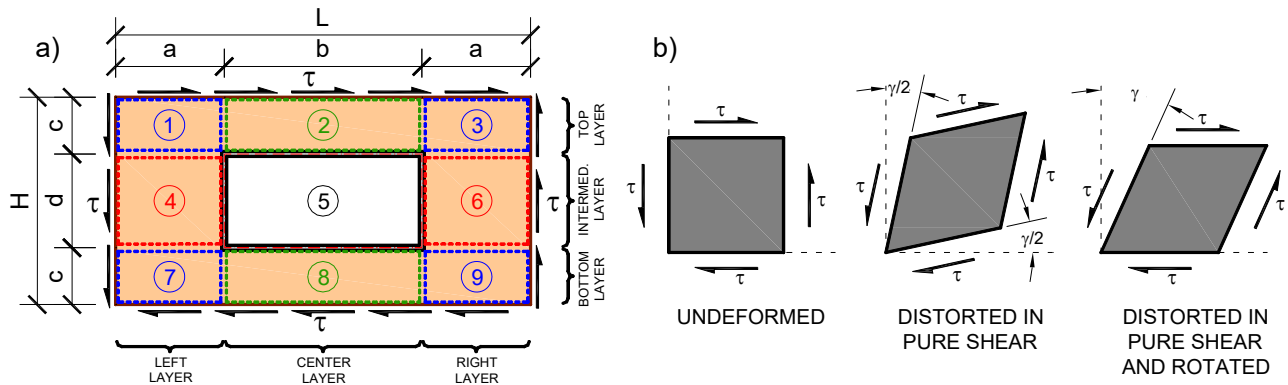 a)
L
a b a
τ
H
c
d
c
τ
τ
1
2
3
4
5
6
7
8
9
τ
TOP
LAYER
INTERMED.
LAYER
BOTTOM
LAYER
LEFT
LAYER
CENTER
LAYER
RIGHT
LAYER
b)
τ
τ
τ
τ
UNDEFORMED
γ/2
τ
τ
τ
γ/2
τ
DISTORTED IN
PURE SHEAR
γ
τ
τ
τ
τ
DISTORTED IN
PURE SHEAR
AND ROTATED